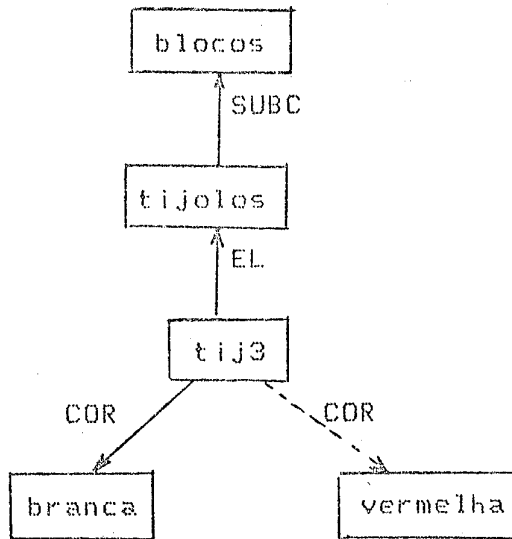 blocos
SUBC
tijolos
EL
tij3
COR COR
branca vermelha